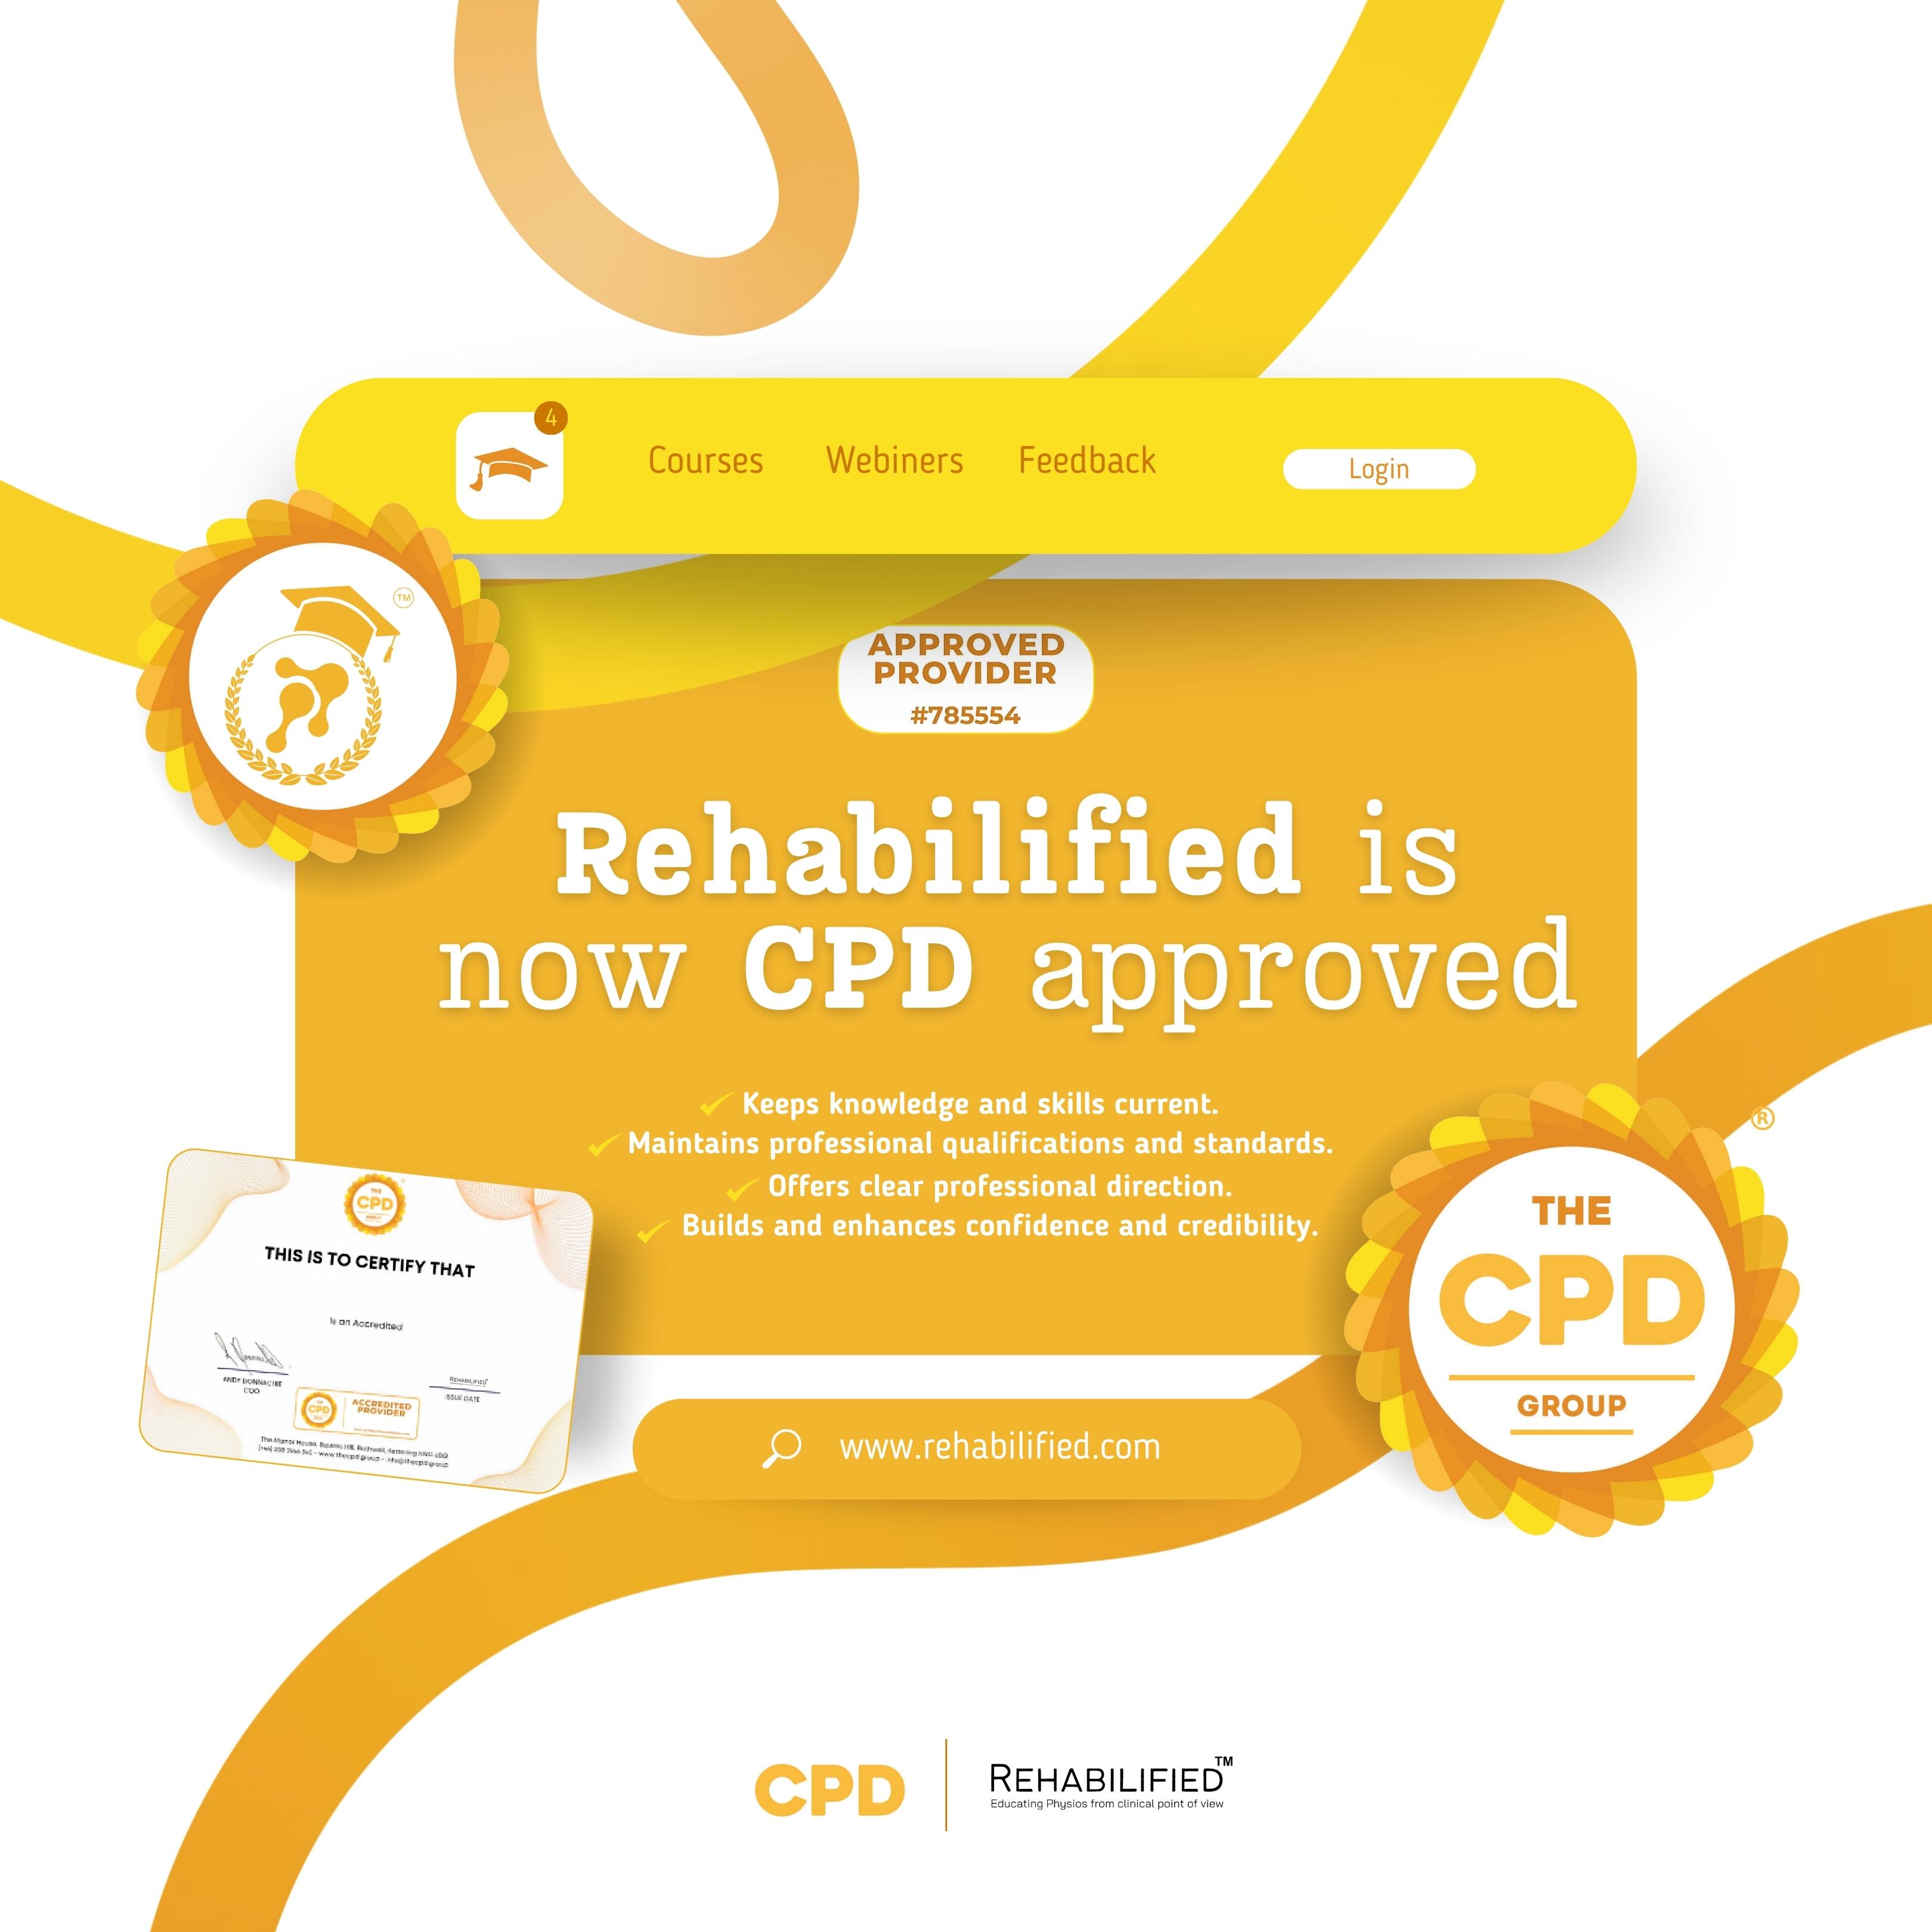 4
Courses Webiners Feedback Login
TM
APPROVED
PROVIDER
#785554
Rehabilified is
now CPD approved
Keeps knowledge and skills current.
Maintains professional qualifications and standards.
Offers clear professional direction.
Builds and enhances confidence and credibility.
THE
CPD
GROUP
®
THE
CPD
THIS IS TO CERTIFY THAT
is an Accredited
ANDY DONNACHIE
COO
REHABILIFIED
ISSUE DATE
CPD
ACCREDITED
PROVIDER
www.rehabilified.com
CPD
REHABILIFIED™
Educating Physios from clinical point of view